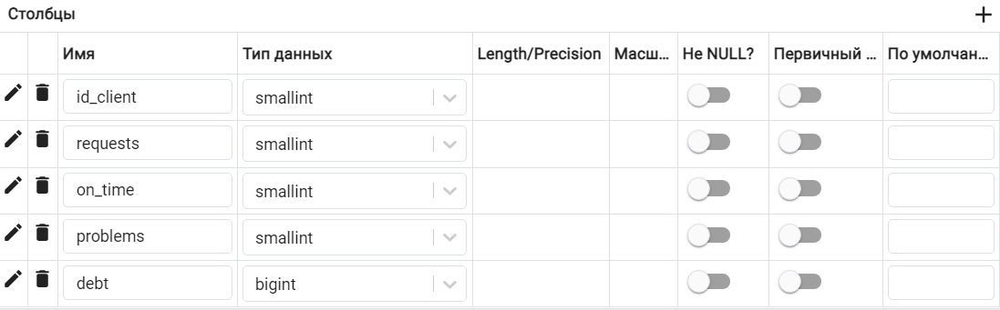 Столбцы
Имя Тип данных Length/Precision Масш... Не NULL? Первичный ... По умолчан...
id_client smallint
requests smallint
on_time smallint
problems smallint
debt bigint